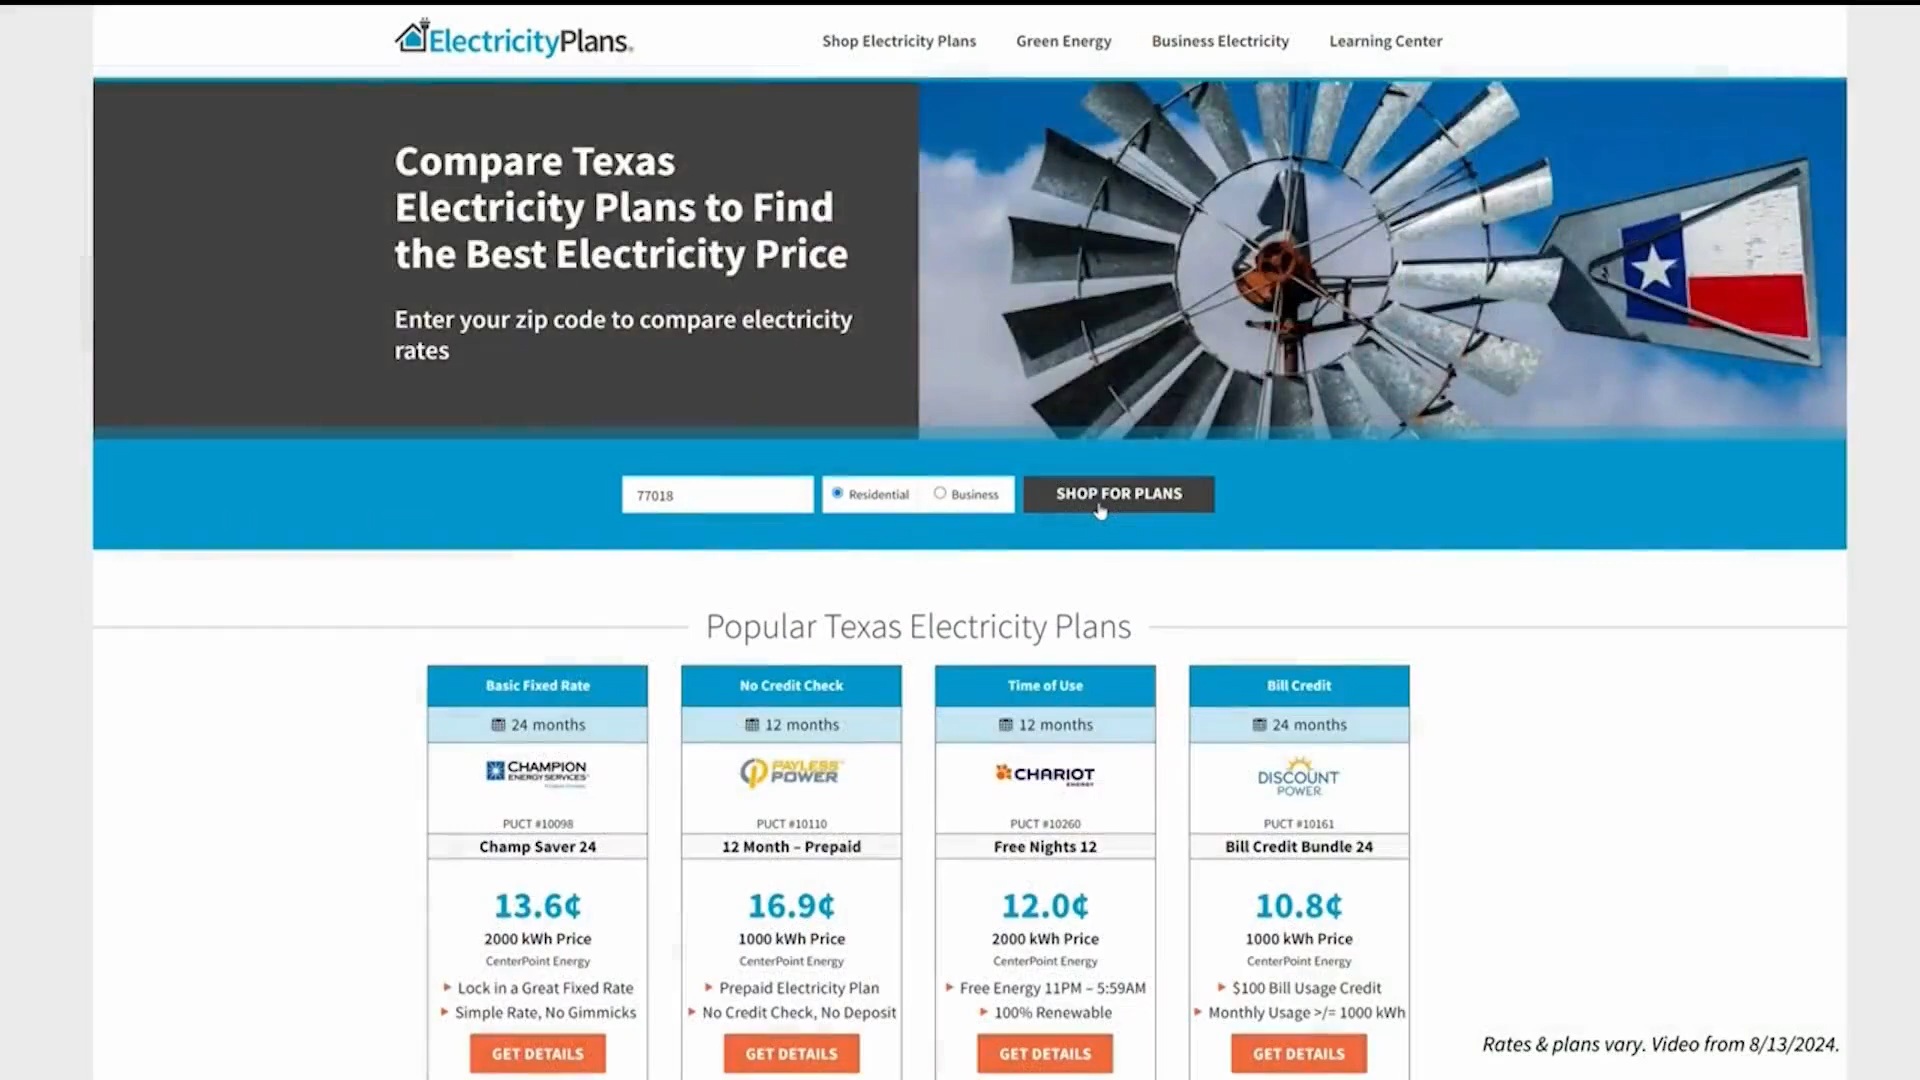 ElectricityPlans.
Shop Electricity Plans
Green Energy
Business Electricity
Learning Center
Compare Texas
Electricity Plans to Find
the Best Electricity Price
Enter your zip code to compare electricity
rates
77018
Residential
Business
SHOP FOR PLANS
Popular Texas Electricity Plans
Basic Fixed Rate
24 months
CHAMPION
ENERGY SERVICES
PUCT #10098
Champ Saver 24
13.6¢
2000 kWh Price
CenterPoint Energy
Lock in a Great Fixed Rate
Simple Rate, No Gimmicks
GET DETAILS
No Credit Check
12 months
PAYLESS
POWER
PUCT #10110
12 Month – Prepaid
16.9¢
1000 kWh Price
CenterPoint Energy
Prepaid Electricity Plan
No Credit Check, No Deposit
GET DETAILS
Time of Use
12 months
CHARIOT
ENERGY
PUCT #10260
Free Nights 12
12.0¢
2000 kWh Price
CenterPoint Energy
Free Energy 11PM – 5:59AM
100% Renewable
GET DETAILS
Bill Credit
24 months
DISCOUNT
POWER
PUCT #10161
Bill Credit Bundle 24
10.8¢
1000 kWh Price
CenterPoint Energy
$100 Bill Usage Credit
Monthly Usage >/= 1000 kWh
GET DETAILS
Rates & plans vary. Video from 8/13/2024.